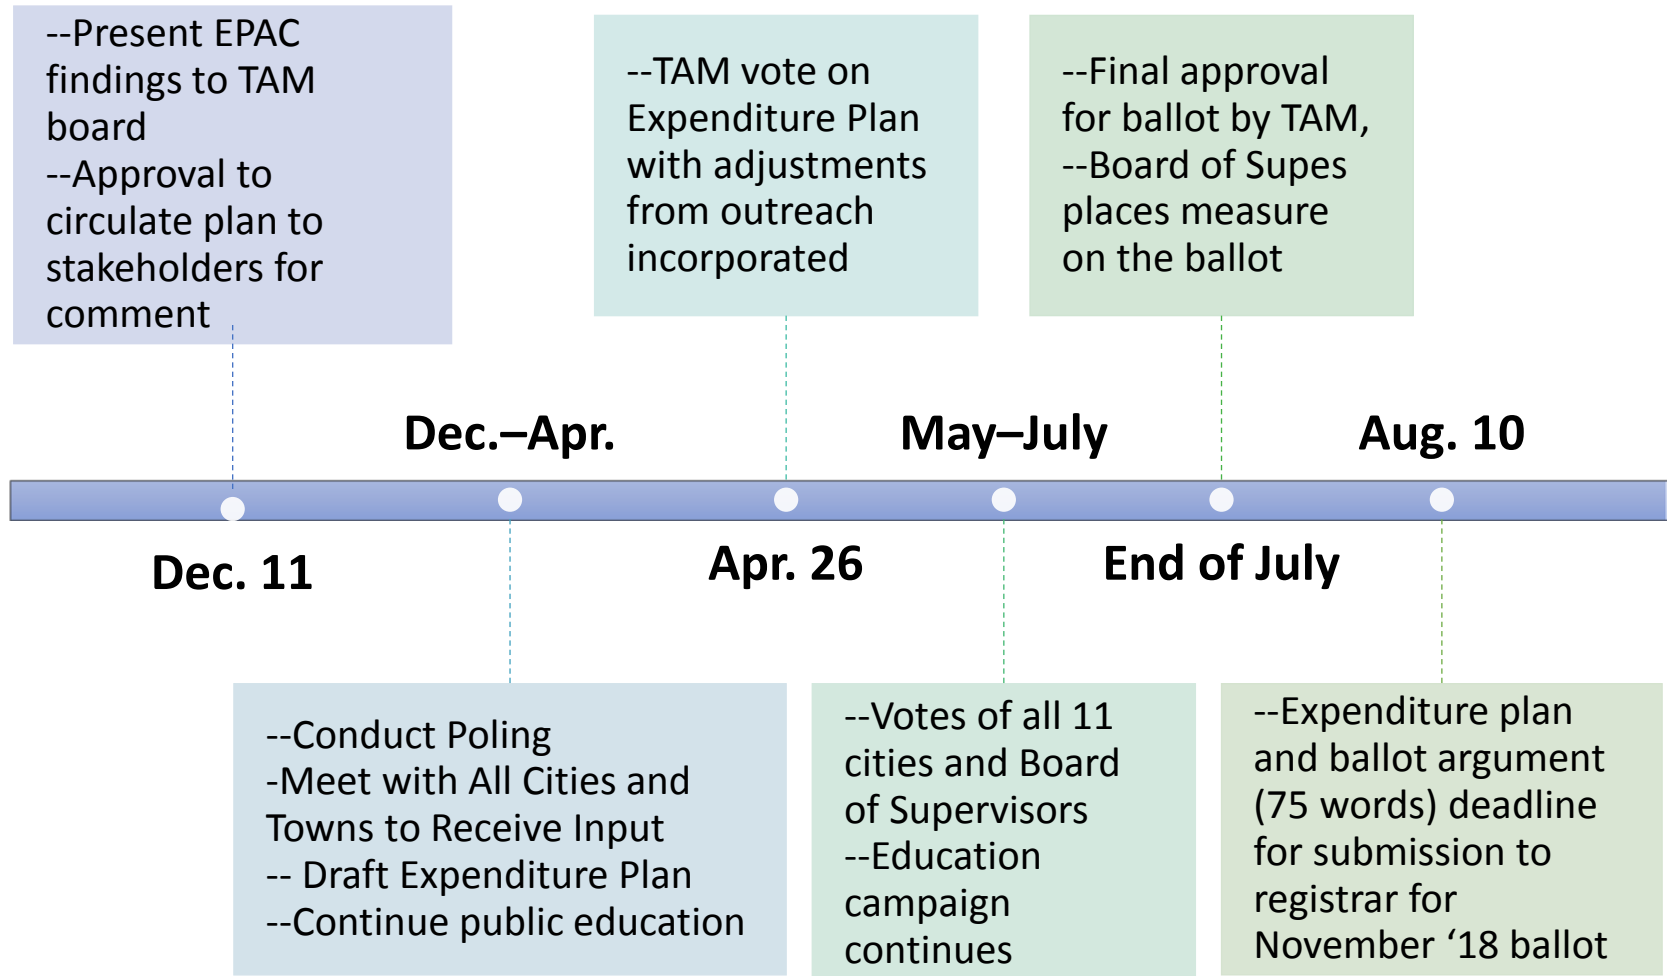 --Present EPAC
findings to TAM
board
--Approval to
circulate plan to
stakeholders for
comment
--TAM vote on
Expenditure Plan
with adjustments
from outreach
incorporated
--Final approval
for ballot by TAM,
--Board of Supes
places measure
on the ballot
Dec.–Apr.
May–July
Aug. 10
Dec. 11
Apr. 26
End of July
--Conduct Poling
-Meet with All Cities and
Towns to Receive Input
-- Draft Expenditure Plan
--Continue public education
--Votes of all 11
cities and Board
of Supervisors
--Education
campaign
continues
--Expenditure plan
and ballot argument
(75 words) deadline
for submission to
registrar for
November ‘18 ballot